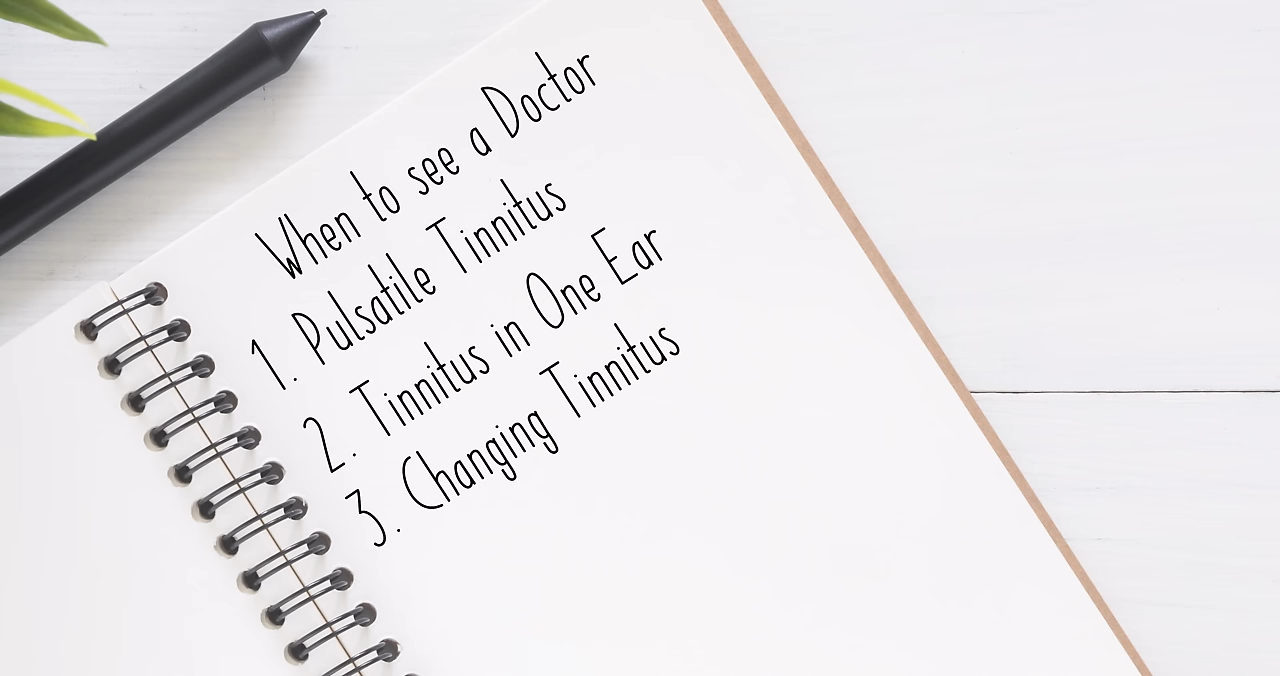 When to see a Doctor
1. Pulsatile Tinnitus
2. Tinnitus in One Ear
3. Changing Tinnitus